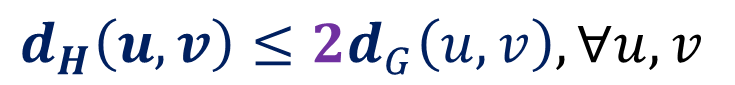 d_H(u, v) ≤ 2d_G(u, v), ∀u, v